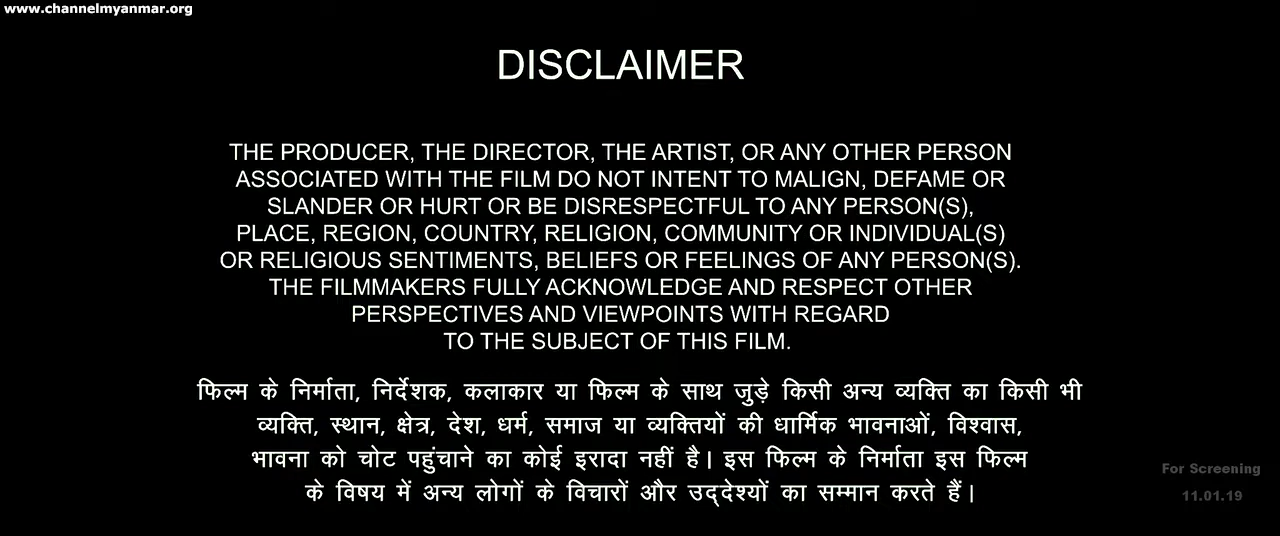 www.channelmyanmar.org
DISCLAIMER
THE PRODUCER, THE DIRECTOR, THE ARTIST, OR ANY OTHER PERSON
ASSOCIATED WITH THE FILM DO NOT INTENT TO MALIGN, DEFAME OR
SLANDER OR HURT OR BE DISRESPECTFUL TO ANY PERSON(S),
PLACE, REGION, COUNTRY, RELIGION, COMMUNITY OR INDIVIDUAL(S)
OR RELIGIOUS SENTIMENTS, BELIEFS OR FEELINGS OF ANY PERSON(S).
THE FILMMAKERS FULLY ACKNOWLEDGE AND RESPECT OTHER
PERSPECTIVES AND VIEWPOINTS WITH REGARD
TO THE SUBJECT OF THIS FILM.
फिल्म के निर्माता, निर्देशक, कलाकार या फिल्म के साथ जुड़े किसी अन्य व्यक्ति का किसी भी
व्यक्ति, स्थान, क्षेत्र, देश, धर्म, समाज या व्यक्तियों की धार्मिक भावनाओं, विश्वास,
भावना को चोट पहुंचाने का कोई इरादा नहीं है। इस फिल्म के निर्माता इस फिल्म
के विषय में अन्य लोगों के विचारों और उद्देश्यों का सम्मान करते हैं।
For Screening
11.01.19